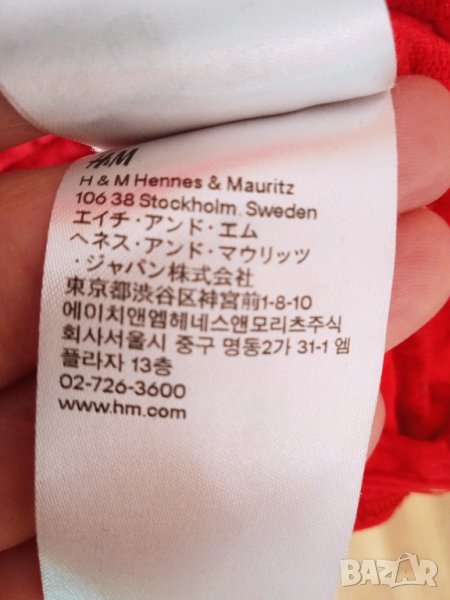 H&M
H & M Hennes & Mauritz
106 38 Stockholm. Sweden
エイチ・アンド・エム
ヘネス・アンド・マウリッツ
・ジャパン株式会社
東京都渋谷区神宮前1-8-10
에이치앤엠헤네스앤모리츠주식
회사서울시 중구 명동2가 31-1 엠
플라자 13층
02-726-3600
www.hm.com
BAZAR.bg